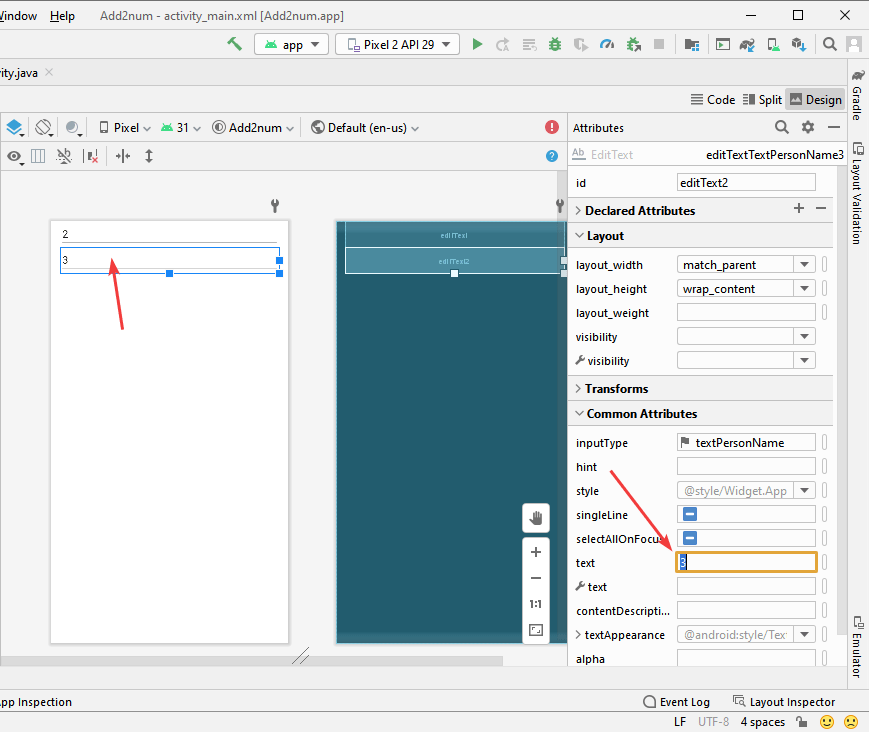 Window Help Add2num - activity_main.xml [Add2num.app]
app Pixel 2 API 29
ity.java
Code Split Design
Pixel 31 Add2num Default (en-us)
Attributes
Ab EditText editTextTextPersonName3
id editText2
Declared Attributes
Layout
layout_width match_parent
layout_height wrap_content
layout_weight
visibility
visibility
Transforms
Common Attributes
inputType textPersonName
hint
style @style/Widget.App
singleLine
selectAllOnFocus
text 3
text
contentDescripti...
textAppearance @android:style/Tex
alpha
2
3
editText
editText2
1:1
Gradle
Layout Validation
Emulator
pp Inspection Event Log Layout Inspector
LF UTF-8 4 spaces